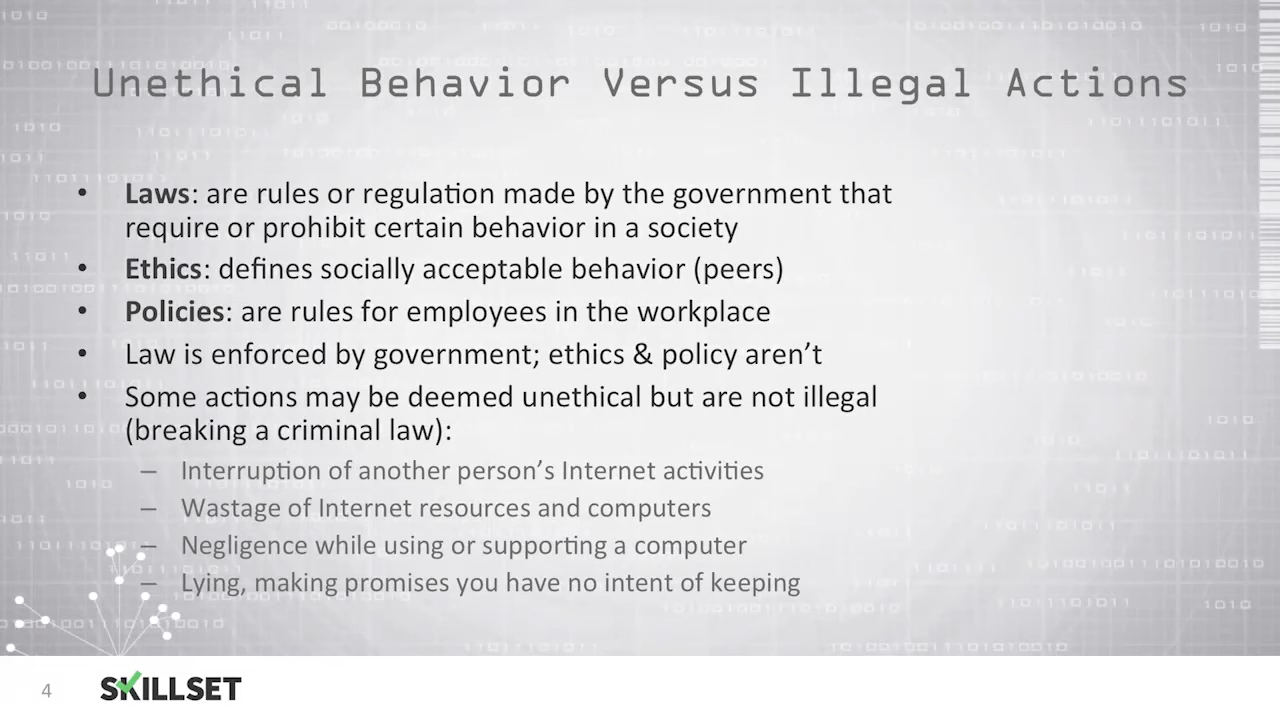 Unethical Behavior Versus Illegal Actions
• Laws: are rules or regulation made by the government that
require or prohibit certain behavior in a society
• Ethics: defines socially acceptable behavior (peers)
• Policies: are rules for employees in the workplace
• Law is enforced by government; ethics & policy aren’t
• Some actions may be deemed unethical but are not illegal
(breaking a criminal law):
– Interruption of another person’s Internet activities
– Wastage of Internet resources and computers
– Negligence while using or supporting a computer
– Lying, making promises you have no intent of keeping
4
SKILLSET